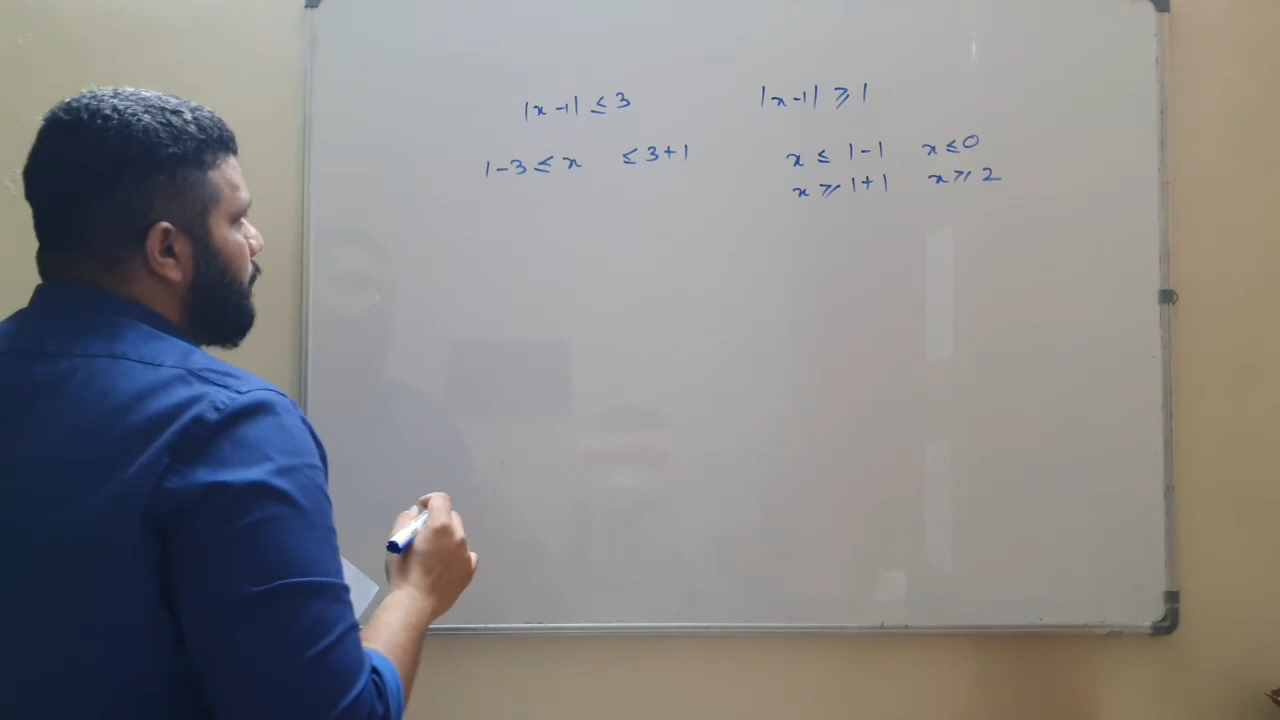 |x-1| ≤ 3
1-3 ≤ x ≤ 3+1
|x-1| ⩾ 1
x ≤ 1-1 x ≤ 0
x ⩾ 1+1 x ⩾ 2